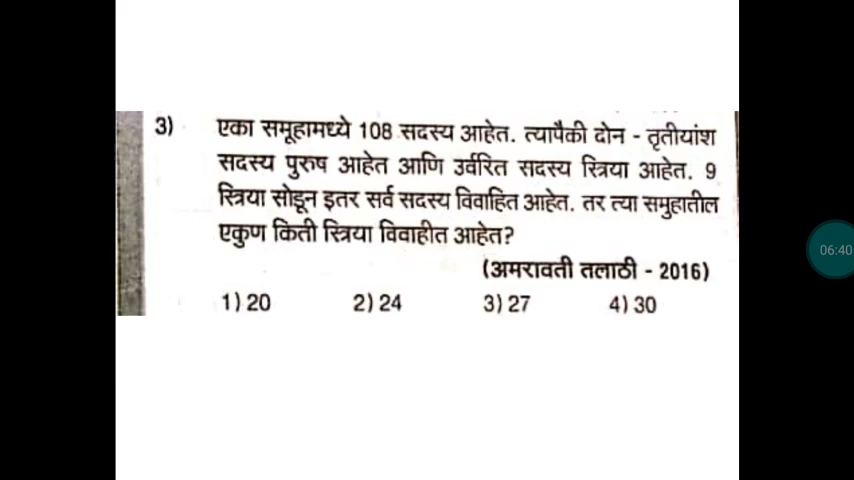 3) एका समूहामध्ये 108 सदस्य आहेत. त्यापैकी दोन - तृतीयांश
सदस्य पुरुष आहेत आणि उर्वरित सदस्य स्त्रिया आहेत. 9
स्त्रिया सोडून इतर सर्व सदस्य विवाहित आहेत. तर त्या समुहातील
एकुण किती स्त्रिया विवाहीत आहेत?
(अमरावती तलाठी - 2016)
1) 20 2) 24 3) 27 4) 30
06:40